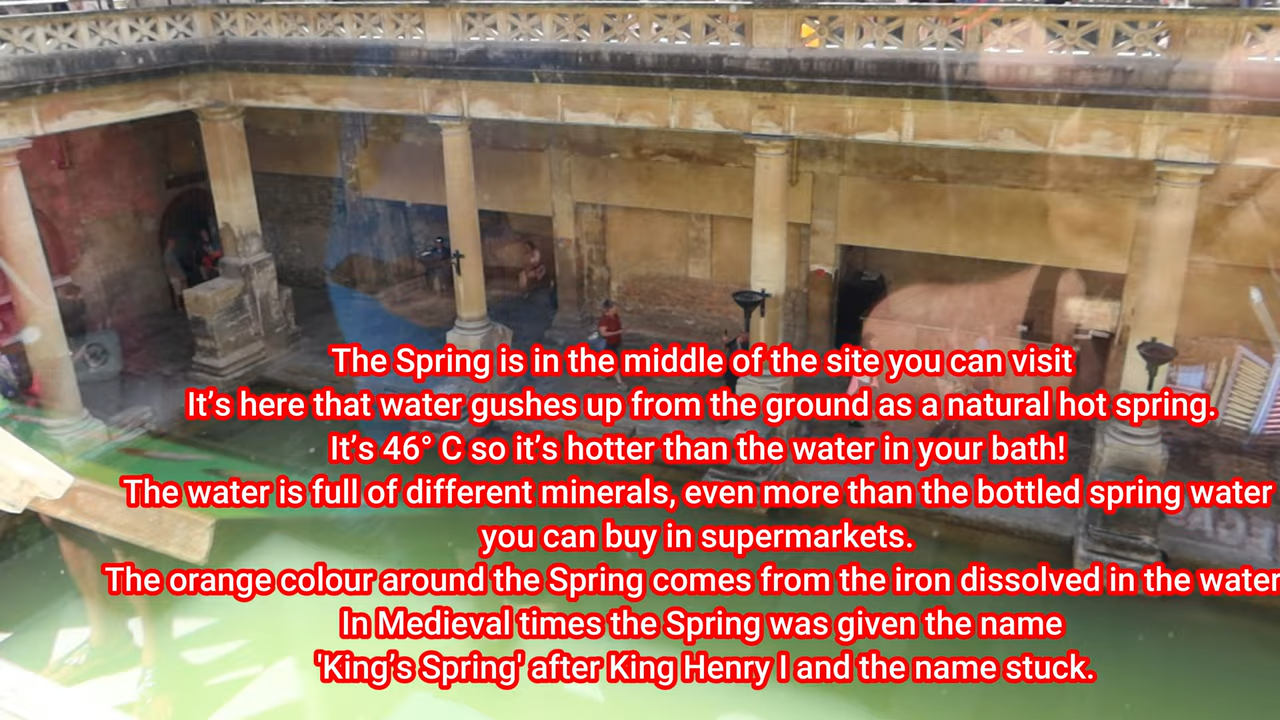 The Spring is in the middle of the site you can visit
It’s here that water gushes up from the ground as a natural hot spring.
It’s 46° C so it’s hotter than the water in your bath!
The water is full of different minerals, even more than the bottled spring water
you can buy in supermarkets.
The orange colour around the Spring comes from the iron dissolved in the water
In Medieval times the Spring was given the name
'King’s Spring' after King Henry I and the name stuck.